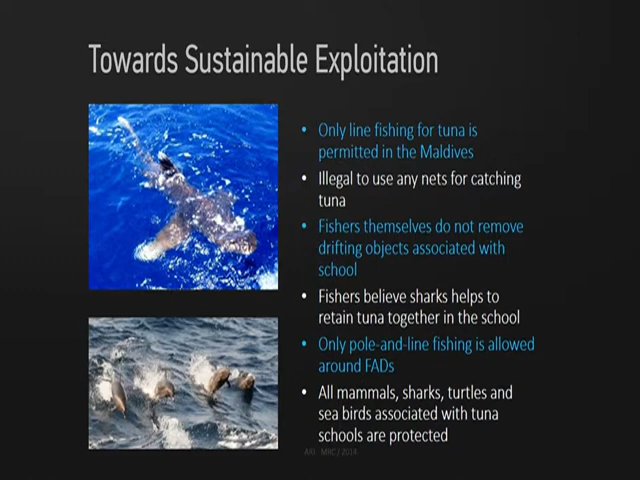 Towards Sustainable Exploitation
• Only line fishing for tuna is
permitted in the Maldives
• Illegal to use any nets for catching
tuna
• Fishers themselves do not remove
drifting objects associated with
school
• Fishers believe sharks helps to
retain tuna together in the school
• Only pole-and-line fishing is allowed
around FADs
• All mammals, sharks, turtles and
sea birds associated with tuna
schools are protected
MRC / 2014